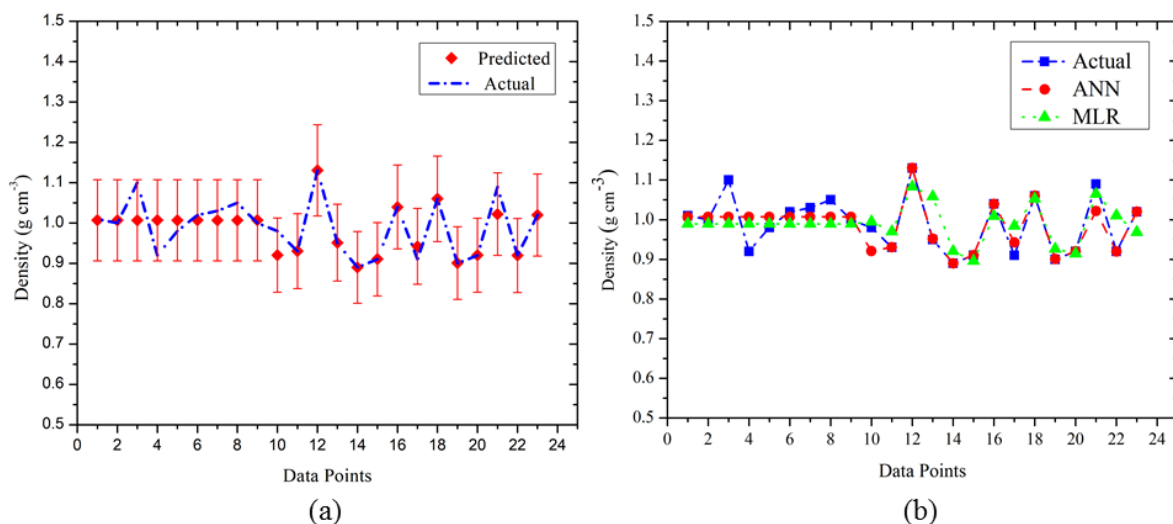 1.5
1.4
1.3
1.2
1.1
1.0
0.9
0.8
0.7
0.6
0.5
Density (g cm-3)
Predicted
Actual
0 2 4 6 8 10 12 14 16 18 20 22 24
Data Points
(a)
1.5
1.4
1.3
1.2
1.1
1.0
0.9
0.8
0.7
0.6
0.5
Density (g cm-3)
Actual
ANN
MLR
0 2 4 6 8 10 12 14 16 18 20 22 24
Data Points
(b)